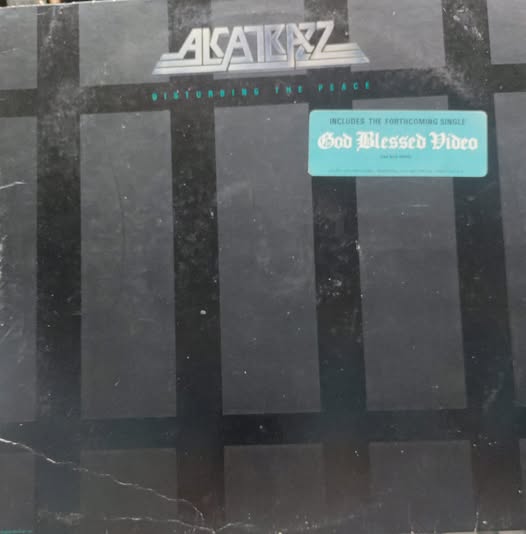 ALCATRAZZ
DISTURBING THE PEACE
INCLUDES THE FORTHCOMING SINGLE
God Blessed Video